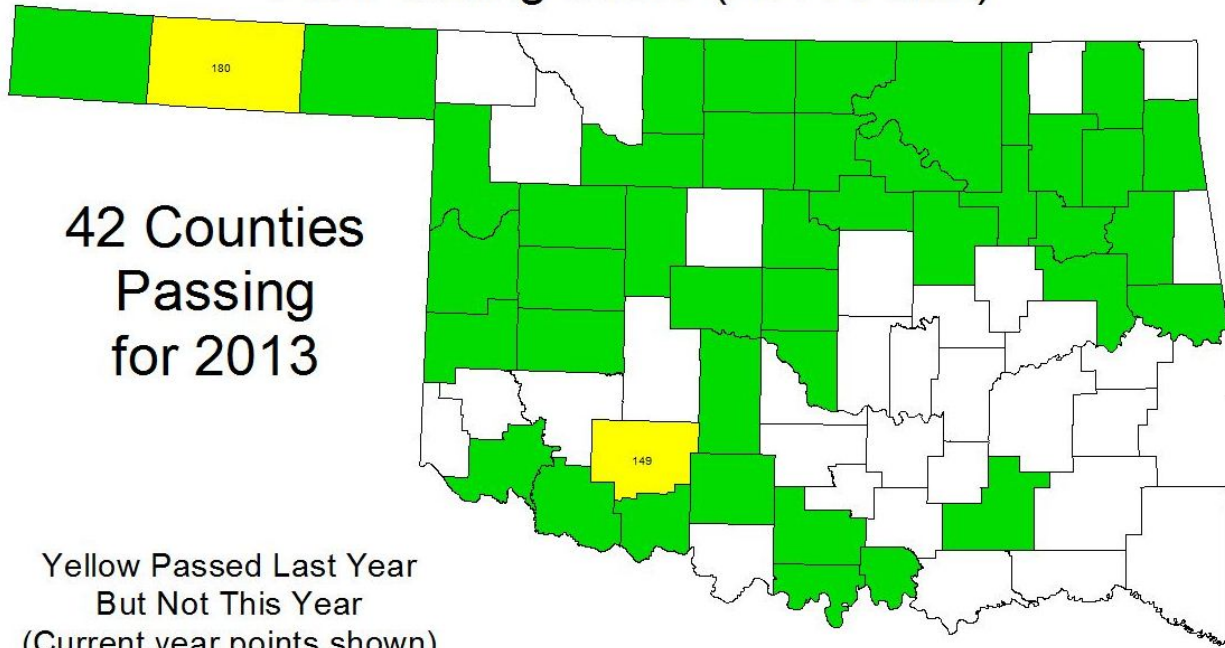 180
42 Counties
Passing
for 2013
149
Yellow Passed Last Year
But Not This Year
(Current year points shown)